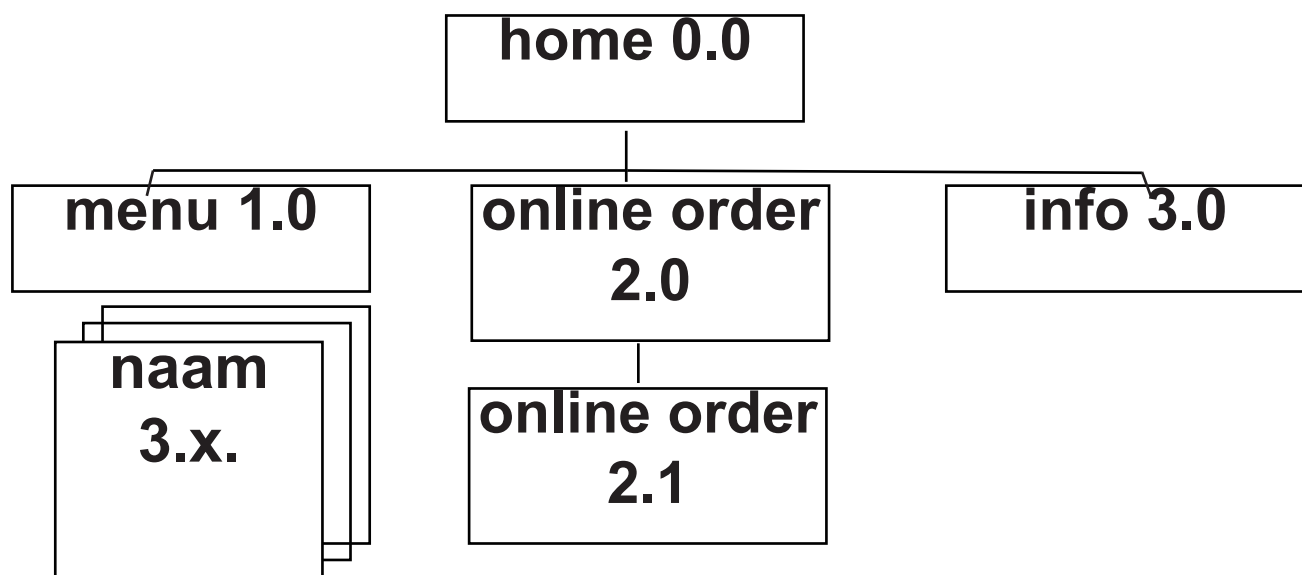 home 0.0
menu 1.0
online order
2.0
info 3.0
naam
3.x.
online order
2.1